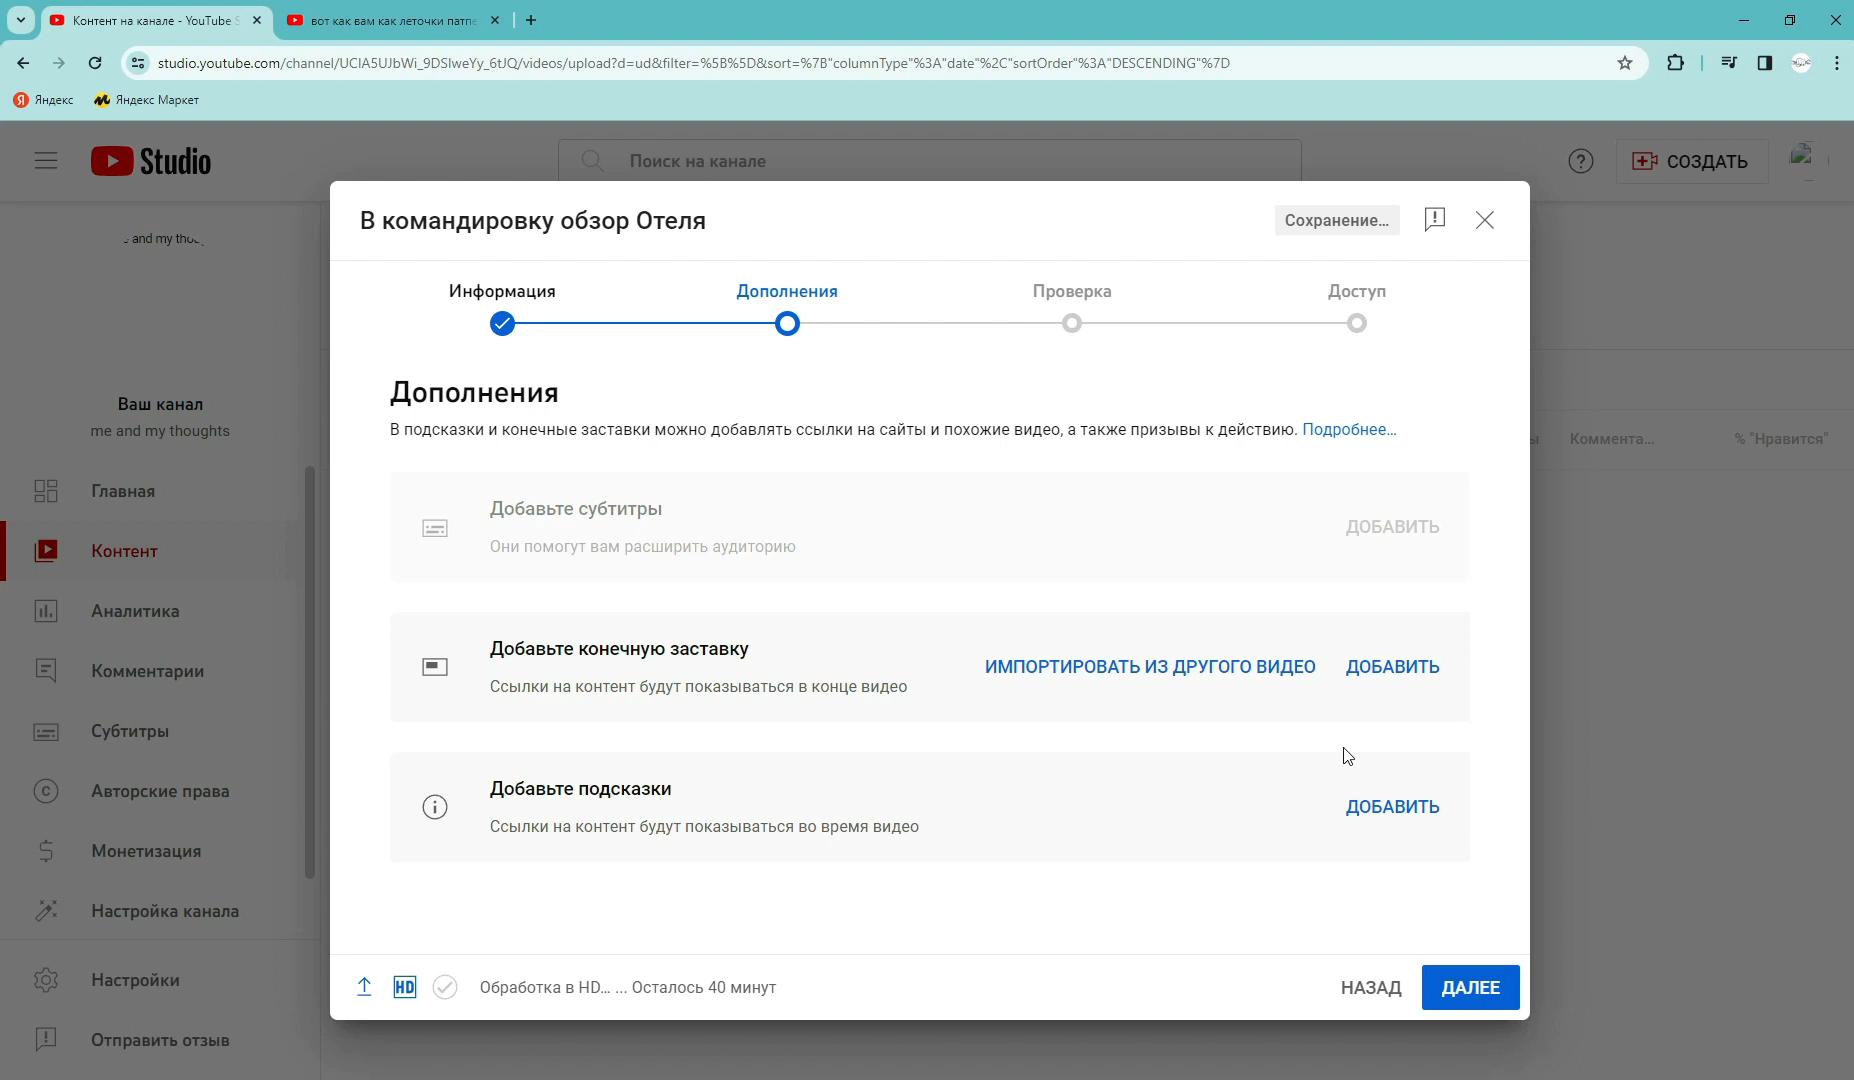 Контент на канале - YouTube S
вот как вам как леточки патпе
studio.youtube.com/channel/UCIA5UJbWi_9DSIweYy_6tJQ/videos/upload?d=ud&filter=%5B%5D&sort=%7B"columnType"%3A"date"%2C"sortOrder"%3A"DESCENDING"%7D
Яндекс
Яндекс Маркет
Studio
Поиск на канале
СОЗДАТЬ
and my
Ваш канал
me and my thoughts
Главная
Контент
Аналитика
Комментарии
Субтитры
Авторские права
Монетизация
Настройка канала
Настройки
Отправить отзыв
Коммента...
% "Нравится"
В командировку обзор Отеля
Сохранение...
Информация
Дополнения
Проверка
Доступ
Дополнения
В подсказки и конечные заставки можно добавлять ссылки на сайты и похожие видео, а также призывы к действию. Подробнее...
Добавьте субтитры
Они помогут вам расширить аудиторию
ДОБАВИТЬ
Добавьте конечную заставку
Ссылки на контент будут показываться в конце видео
ИМПОРТИРОВАТЬ ИЗ ДРУГОГО ВИДЕО
ДОБАВИТЬ
Добавьте подсказки
Ссылки на контент будут показываться во время видео
ДОБАВИТЬ
HD
Обработка в HD... ... Осталось 40 минут
НАЗАД
ДАЛЕЕ